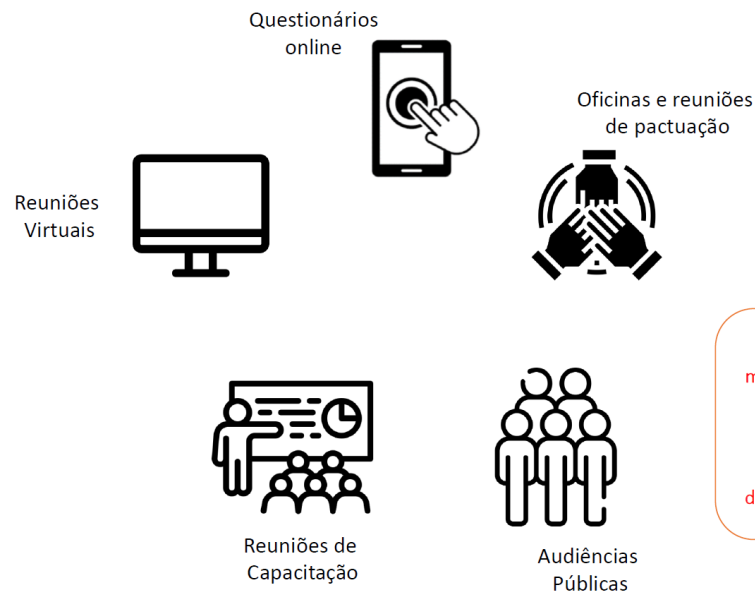 Questionários
online
Oficinas e reuniões
de pactuação
Reuniões
Virtuais
Reuniões de
Capacitação
Audiências
Públicas